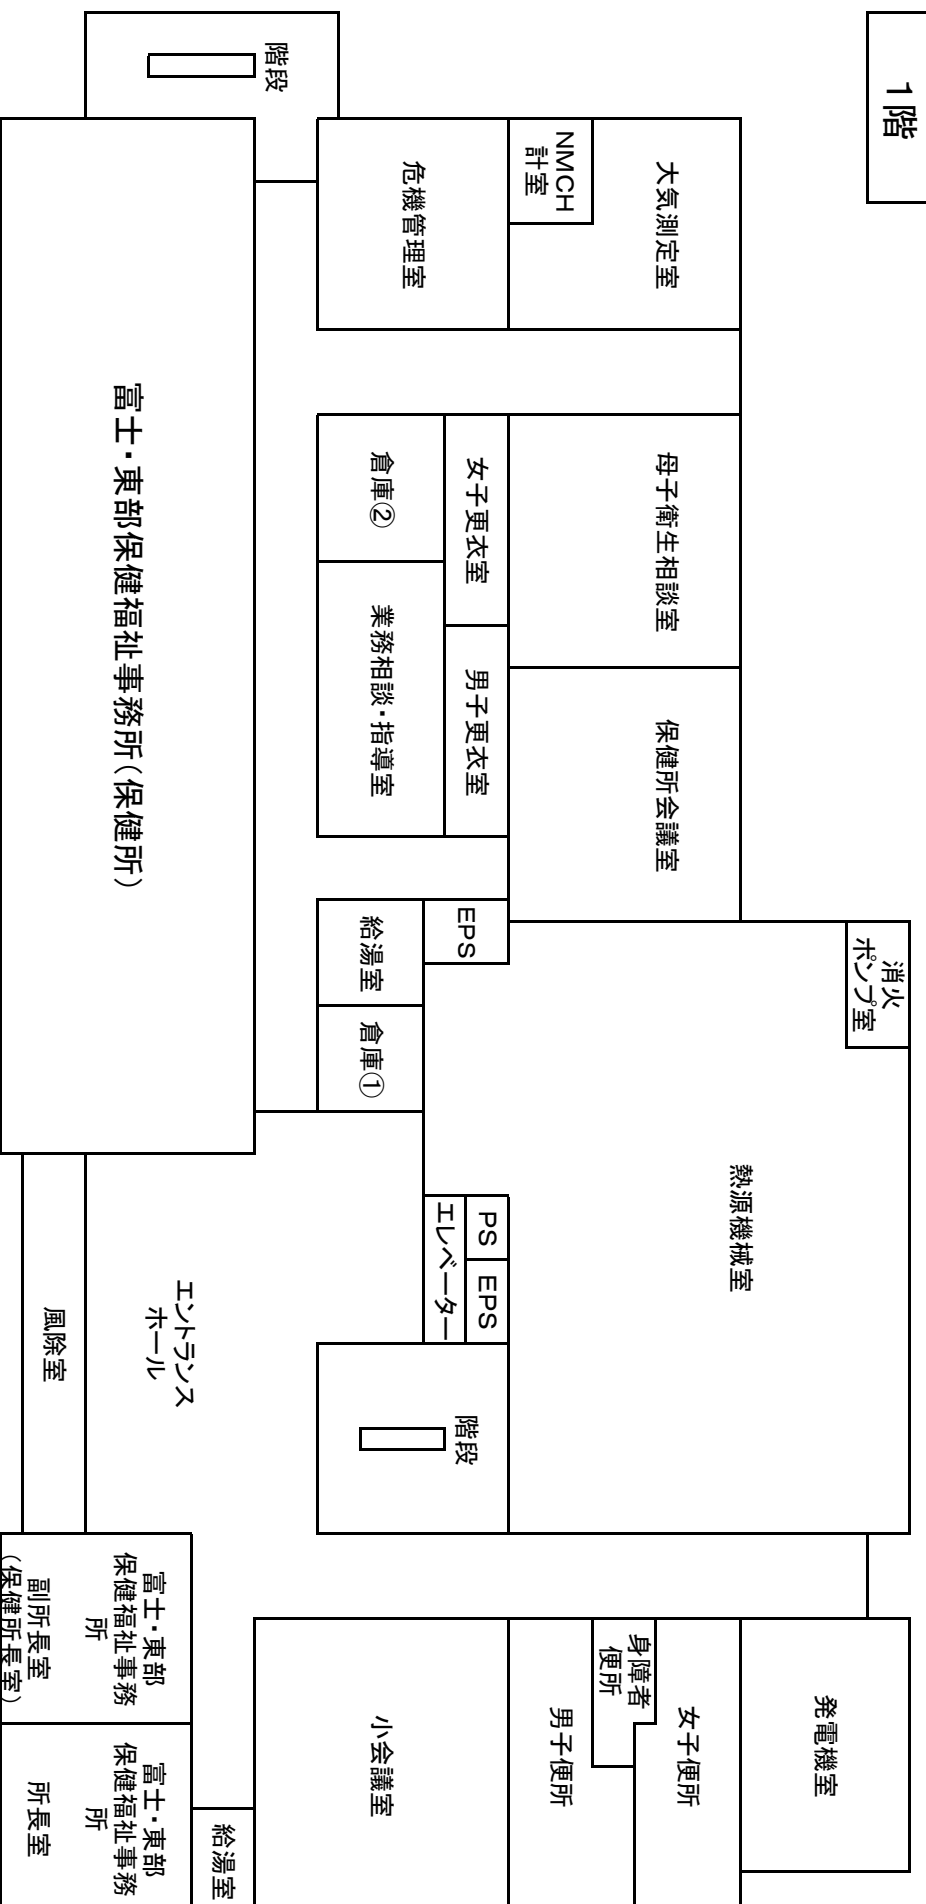 1階
階段
大気測定室
NMCH
計室
危機管理室
母子衛生相談室
女子更衣室
倉庫②
保健所会議室
男子更衣室
業務相談・指導室
富士・東部保健福祉事務所(保健所)
消火
ポンプ室
EPS
給湯室
倉庫①
熱源機械室
PS
EPS
エレベーター
階段
エントランス
ホール
風除室
発電機室
女子便所
身障者
便所
男子便所
小会議室
給湯室
富士・東部
保健福祉事務
所
副所長室
(保健所長室)
富士・東部
保健福祉事務
所
所長室